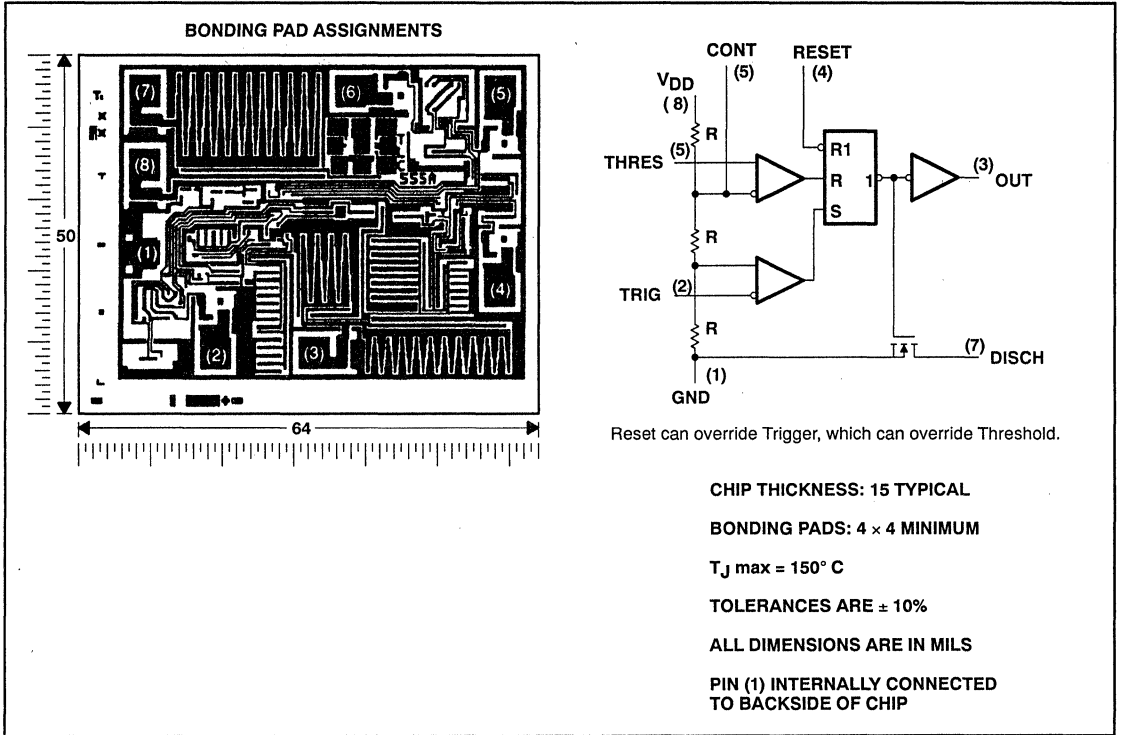 BONDING PAD ASSIGNMENTS
(7)
(6)
(5)
(8)
555A
(1)
(4)
(2)
(3)
50
64
CONT
(5)
RESET
(4)
VDD
(8)
R
THRES
(5)
R1
R
S
1
(3)
OUT
R
TRIG
(2)
R
(7)
DISCH
(1)
GND
Reset can override Trigger, which can override Threshold.
CHIP THICKNESS: 15 TYPICAL
BONDING PADS: 4 × 4 MINIMUM
TJ max = 150° C
TOLERANCES ARE ± 10%
ALL DIMENSIONS ARE IN MILS
PIN (1) INTERNALLY CONNECTED
TO BACKSIDE OF CHIP